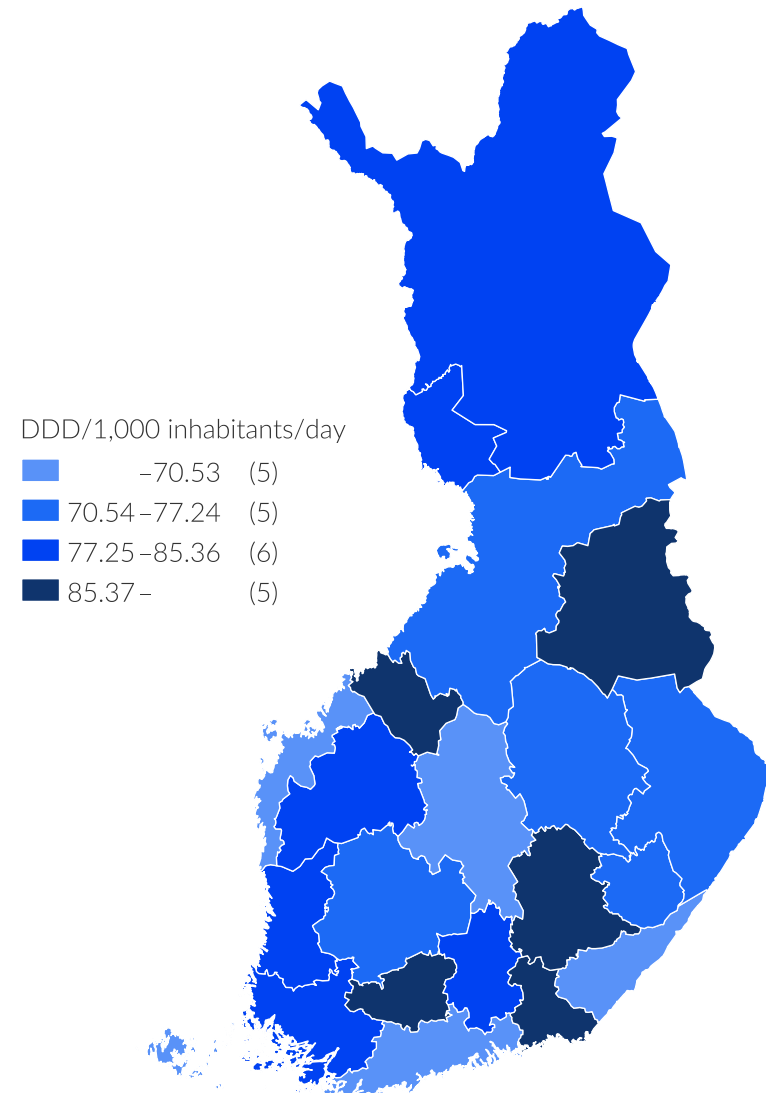 DDD/1,000 inhabitants/day
–70.53 (5)
70.54–77.24 (5)
77.25–85.36 (6)
85.37– (5)